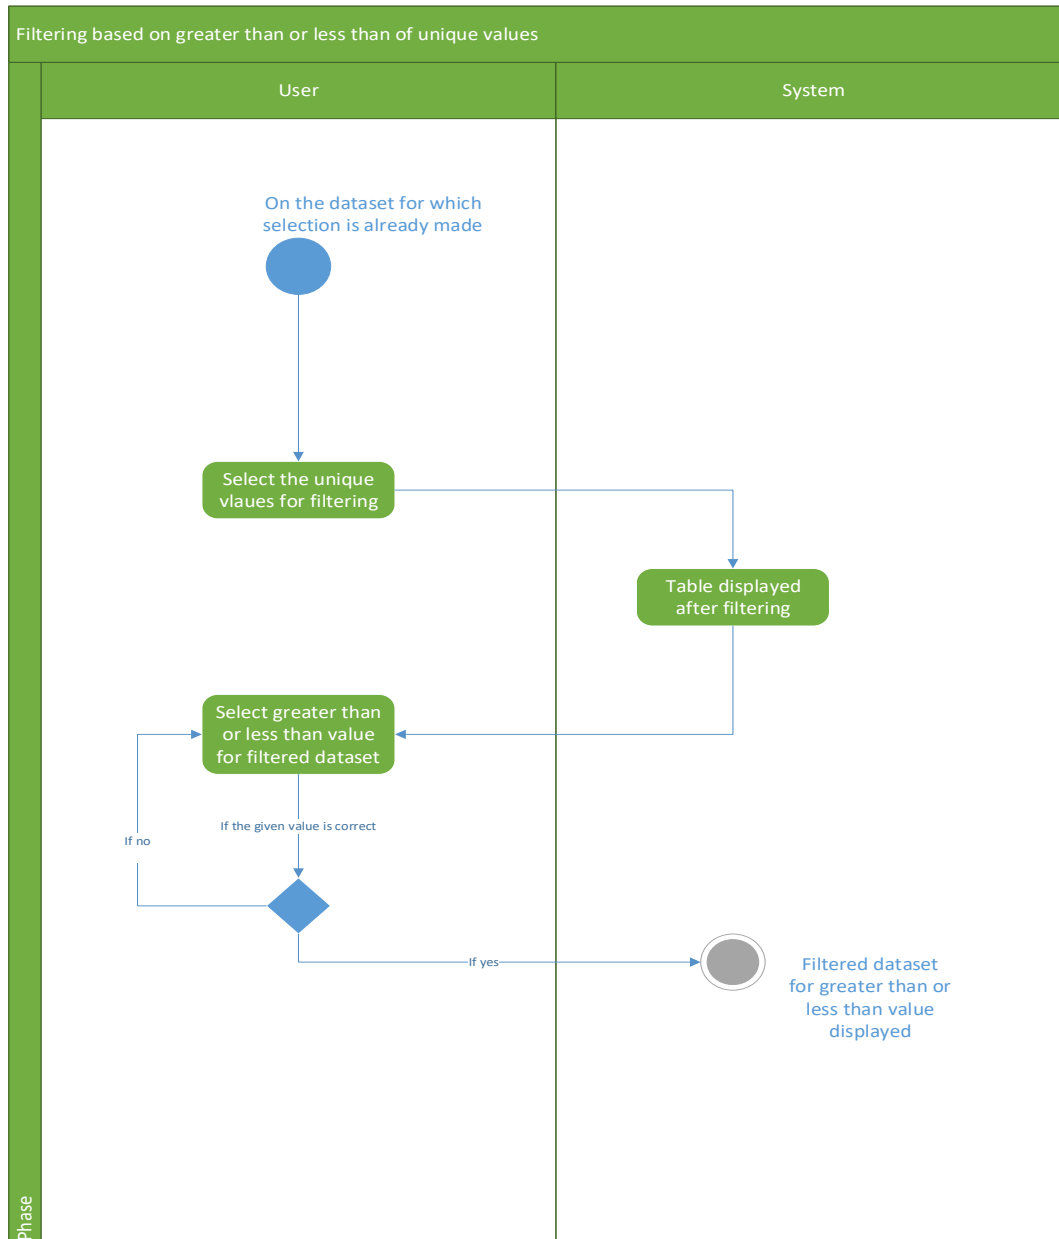 Filtering based on greater than or less than of unique values
User
System
On the dataset for which
selection is already made
Select the unique
vlaues for filtering
Table displayed
after filtering
Select greater than
or less than value
for filtered dataset
If the given value is correct
If no
If yes
Filtered dataset
for greater than or
less than value
displayed
Phase